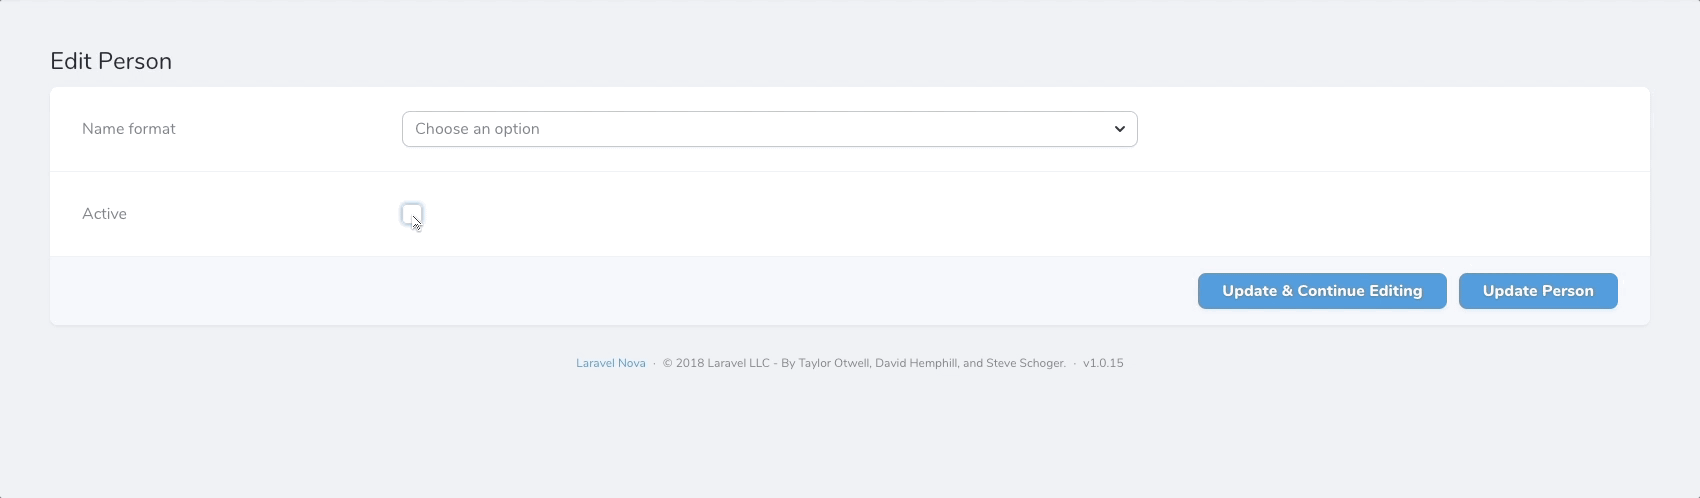 Edit Person
Name format
Choose an option
Active
Update & Continue Editing
Update Person
Laravel Nova · © 2018 Laravel LLC - By Taylor Otwell, David Hemphill, and Steve Schoger. · v1.0.15